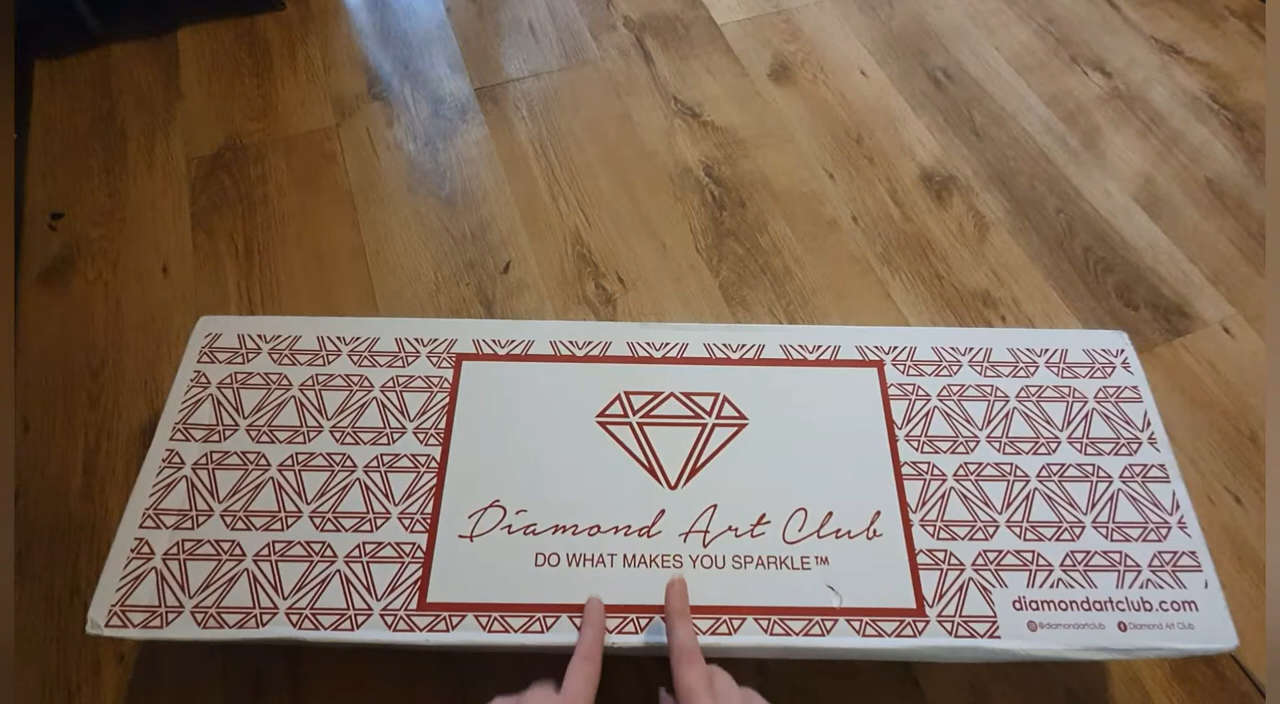 Diamond Art Club
DO WHAT MAKES YOU SPARKLE™
diamondartclub.com
@diamondartclub Diamond Art Club